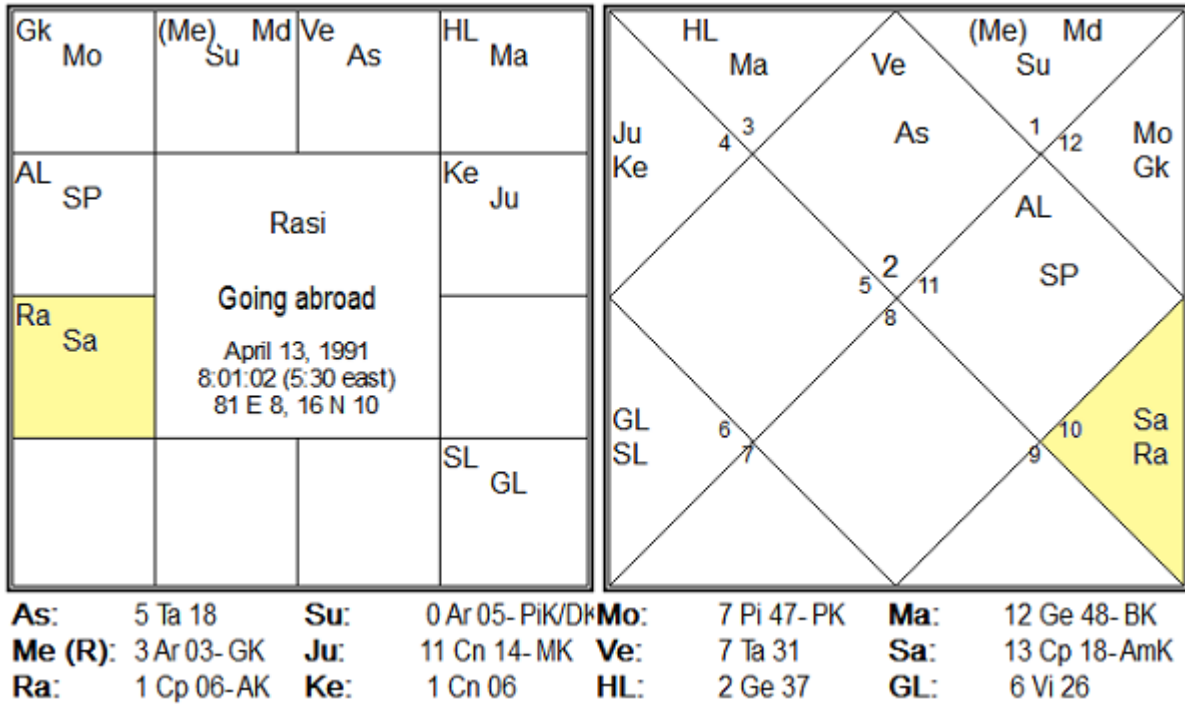 Gk Mo
(Me) Su Md
Ve As
HL Ma
AL SP
Ke Ju
Ra Sa
SL GL
Rasi
Going abroad
April 13, 1991
8:01:02 (5:30 east)
81 E 8, 16 N 10
HL (Me) Md
Ma Ve Su
Ju 4 3 As 1 12 Mo
Ke Gk
AL
2 SP
5 11
8
GL 6 10 Sa
SL 7 9 Ra
As: 5 Ta 18 Su: 0 Ar 05- PiK/DK Mo: 7 Pi 47- PK Ma: 12 Ge 48- BK
Me (R): 3 Ar 03- GK Ju: 11 Cn 14- MK Ve: 7 Ta 31 Sa: 13 Cp 18- AmK
Ra: 1 Cp 06- AK Ke: 1 Cn 06 HL: 2 Ge 37 GL: 6 Vi 26